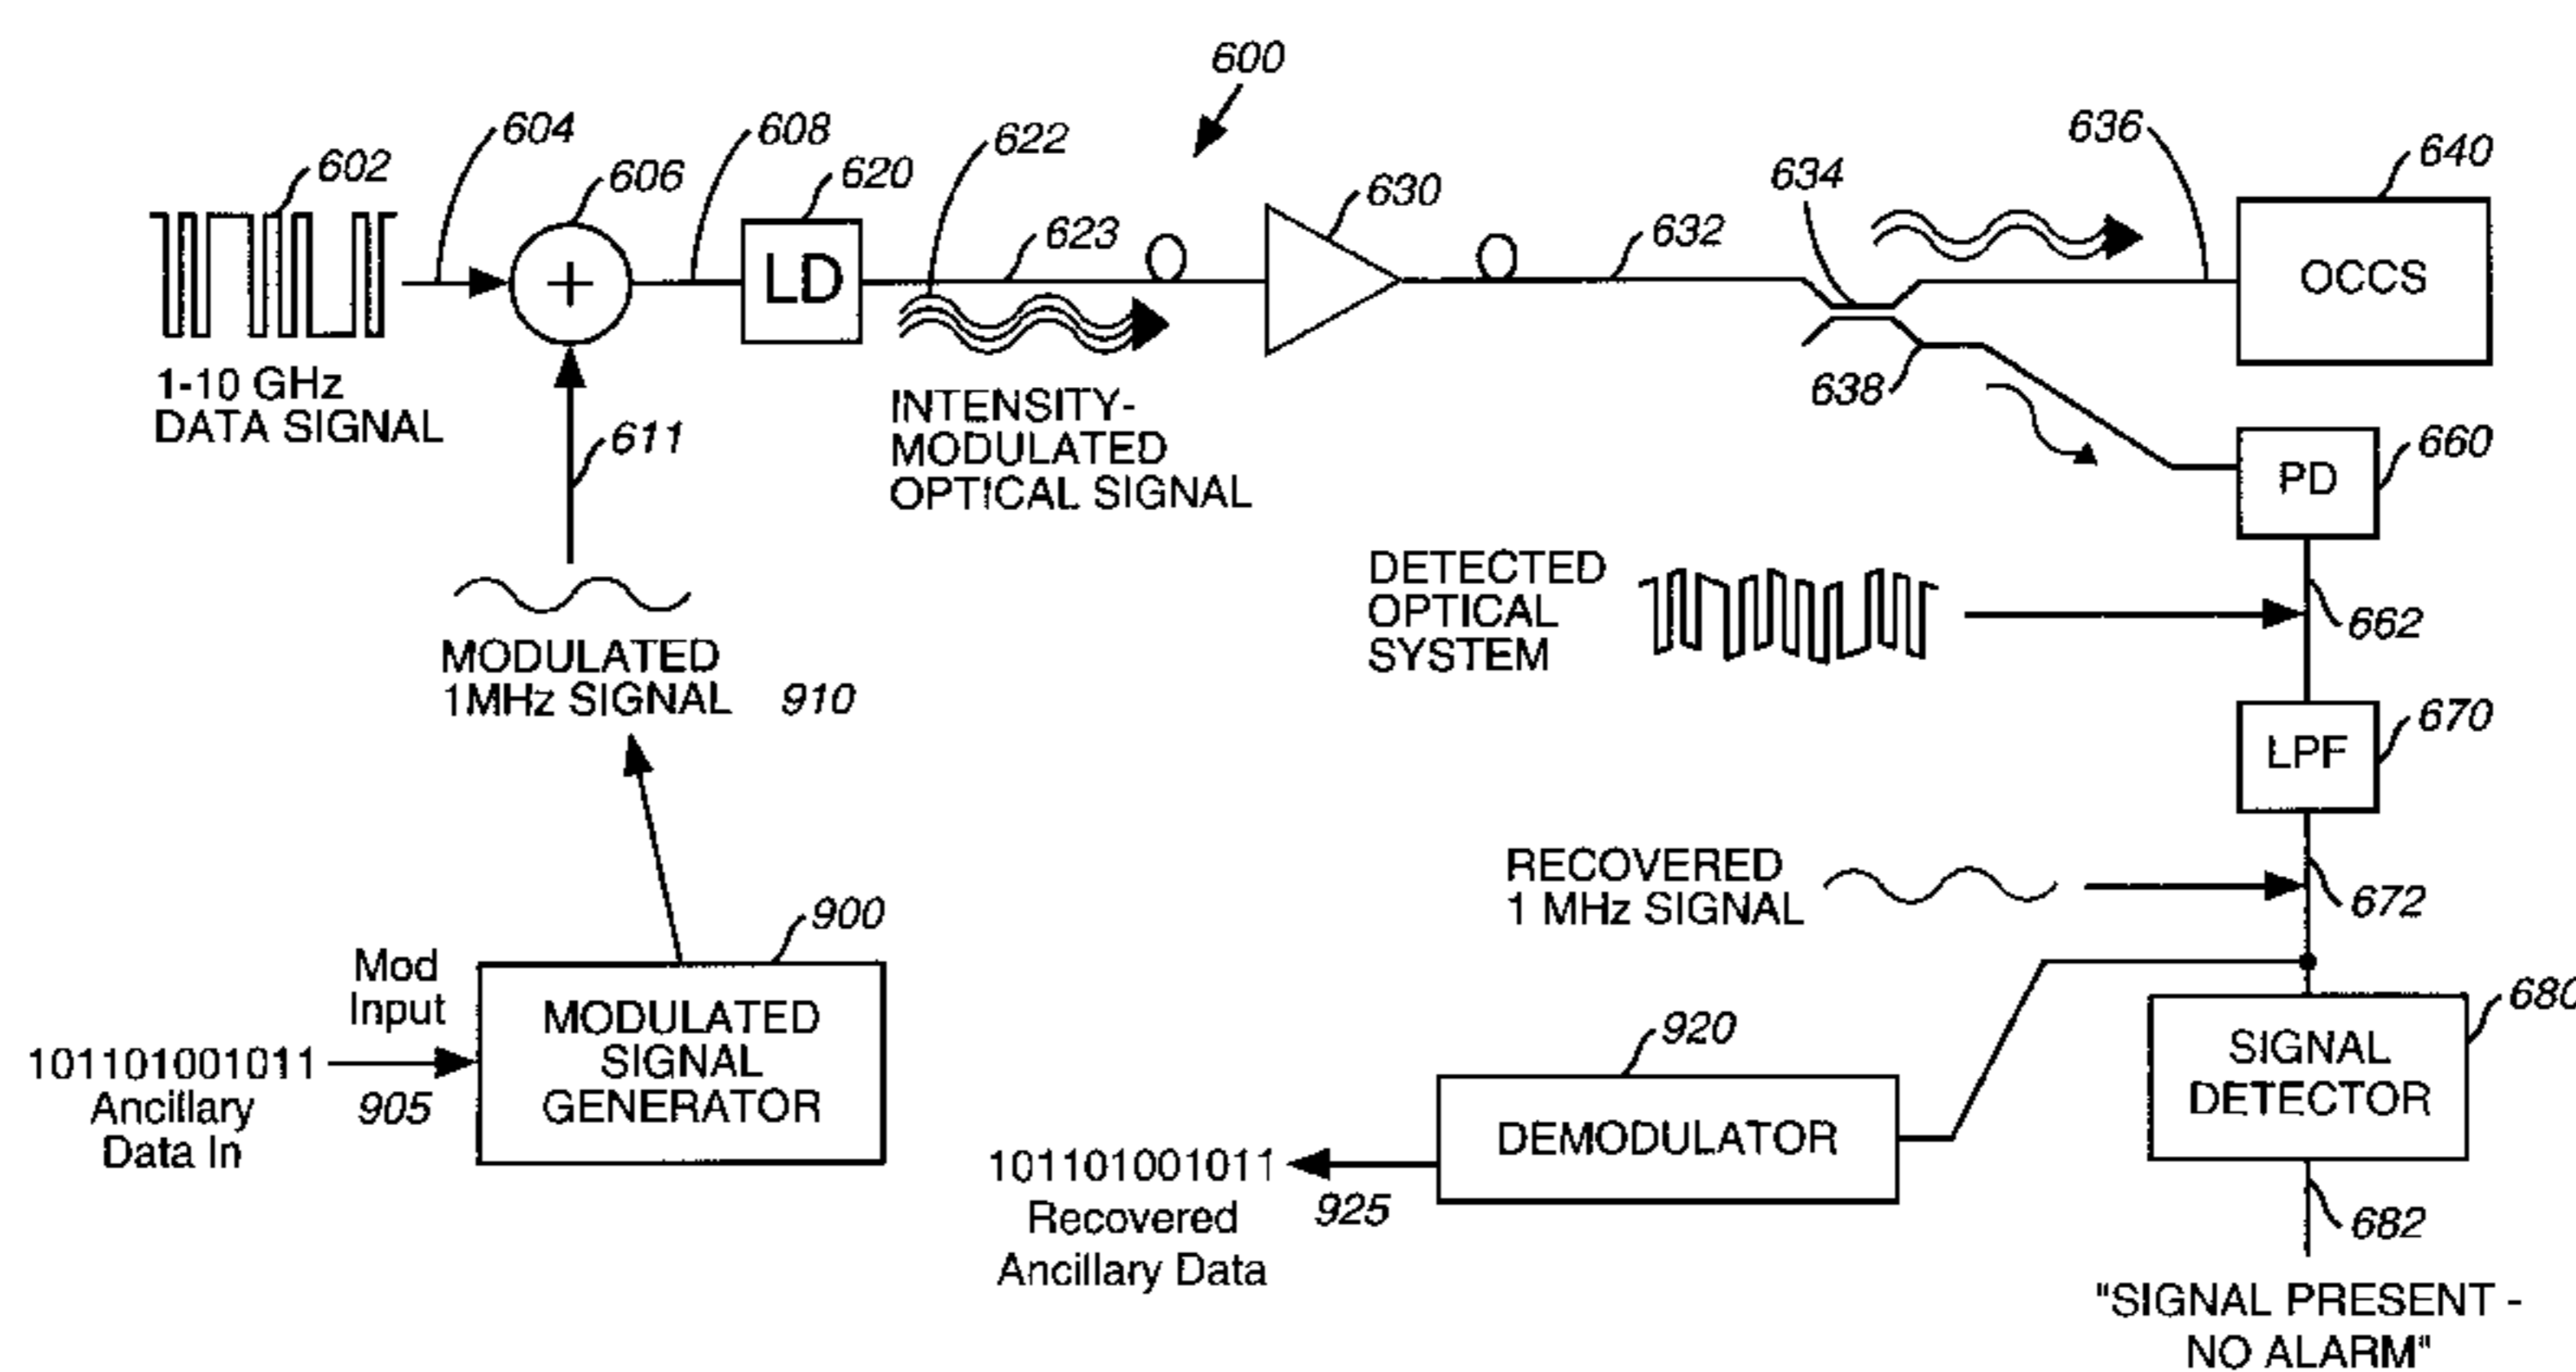 600
602
604
606
608
620
622
623
630
632
634
636
640
+
LD
OCCS
1-10 GHz
DATA SIGNAL
611
INTENSITY-
MODULATED
OPTICAL SIGNAL
638
PD
660
DETECTED
OPTICAL
SYSTEM
662
MODULATED
1MHz SIGNAL 910
LPF
670
RECOVERED
1 MHz SIGNAL
672
900
Mod
Input
101101001011
Ancillary
Data In
905
MODULATED
SIGNAL
GENERATOR
920
DEMODULATOR
101101001011
Recovered
Ancillary Data
925
680
SIGNAL
DETECTOR
682
"SIGNAL PRESENT -
NO ALARM"